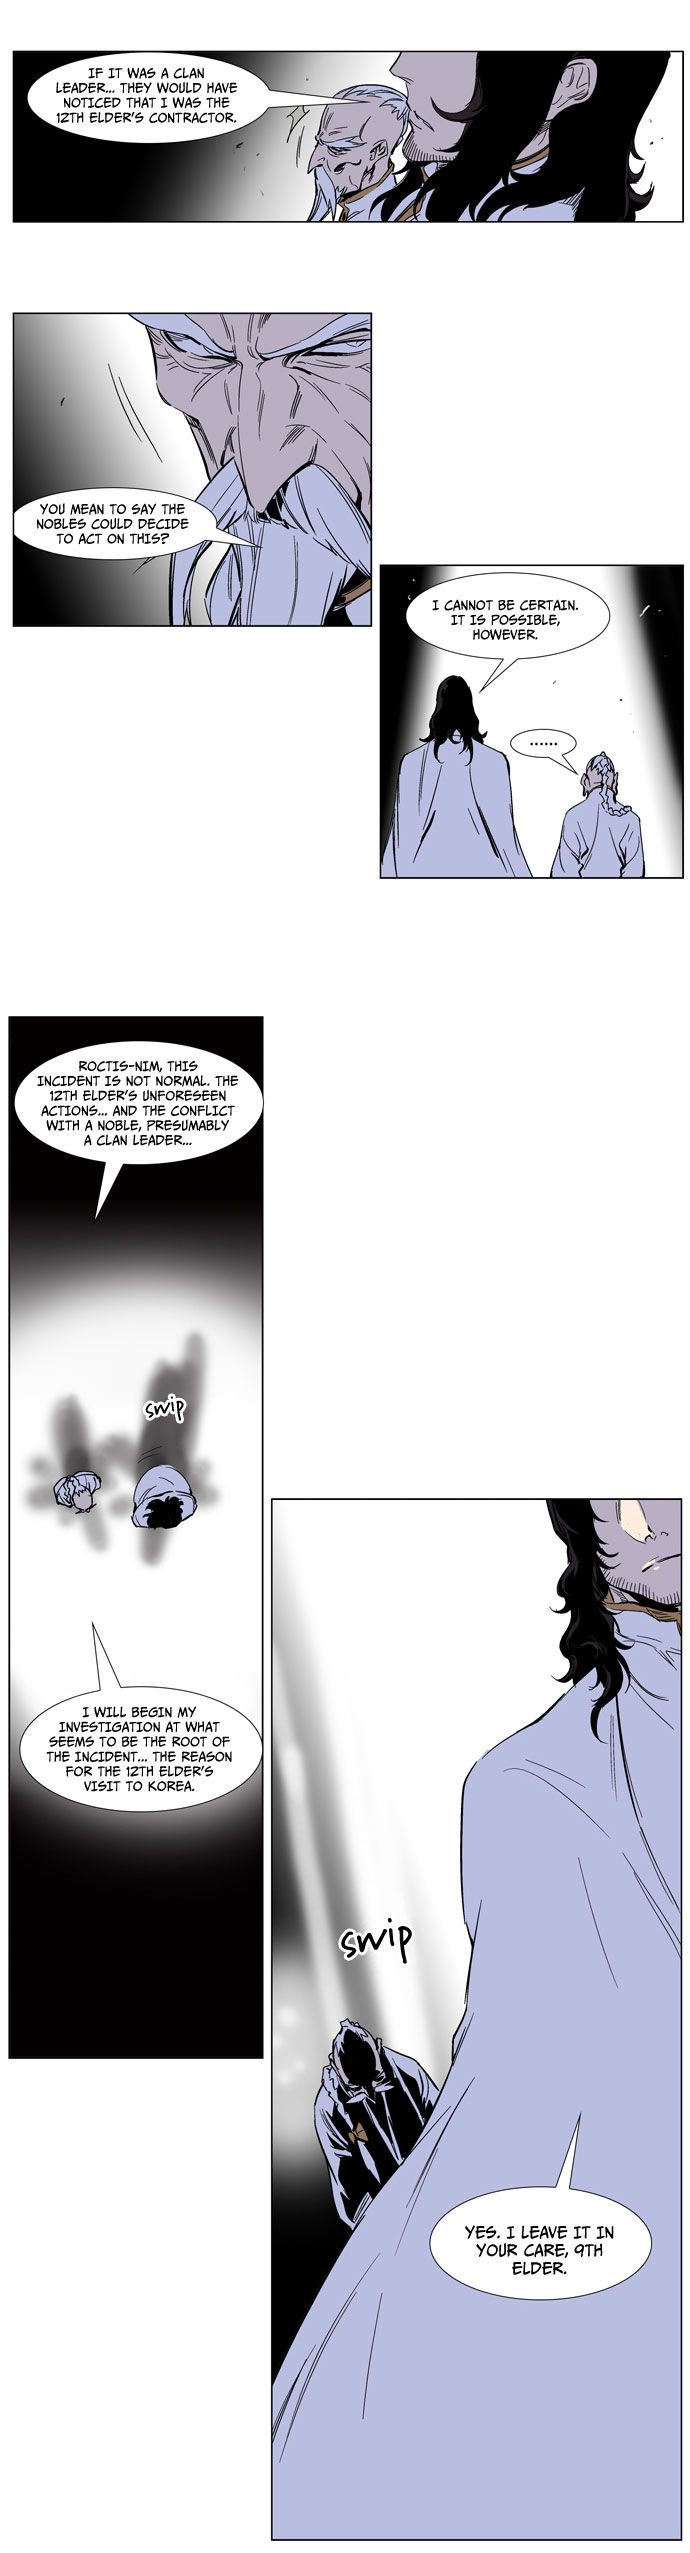 IF IT WAS A CLAN
LEADER... THEY WOULD HAVE
NOTICED THAT I WAS THE
12TH ELDER'S CONTRACTOR.
YOU MEAN TO SAY THE
NOBLES COULD DECIDE
TO ACT ON THIS?
I CANNOT BE CERTAIN.
IT IS POSSIBLE,
HOWEVER.
......
ROCTIS-NIM, THIS
INCIDENT IS NOT NORMAL. THE
12TH ELDER'S UNFORESEEN
ACTIONS... AND THE CONFLICT
WITH A NOBLE, PRESUMABLY
A CLAN LEADER...
swip
I WILL BEGIN MY
INVESTIGATION AT WHAT
SEEMS TO BE THE ROOT OF
THE INCIDENT... THE REASON
FOR THE 12TH ELDER'S
VISIT TO KOREA.
swip
YES. I LEAVE IT IN
YOUR CARE, 9TH
ELDER.